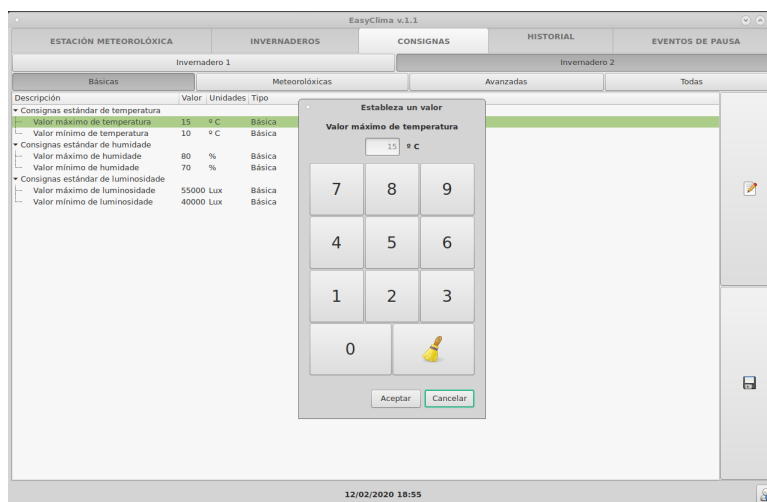 EasyClima v.1.1
ESTACIÓN METEOROLÓXICA INVERNADEROS CONSIGNAS HISTORIAL EVENTOS DE PAUSA
Invernadero 1 Invernadero 2
Básicas Meteorolóxicas Avanzadas Todas
Descripción Valor Unidades Tipo
Consignas estándar de temperatura
Valor máximo de temperatura 15 º C Básica
Valor mínimo de temperatura 10 º C Básica
Consignas estándar de humidade
Valor máximo de humidade 80 % Básica
Valor mínimo de humidade 70 % Básica
Consignas estándar de luminosidade
Valor máximo de luminosidade 55000 Lux Básica
Valor mínimo de luminosidade 40000 Lux Básica
Estableza un valor
Valor máximo de temperatura
15 º C
7 8 9
4 5 6
1 2 3
0
Aceptar Cancelar
12/02/2020 18:55